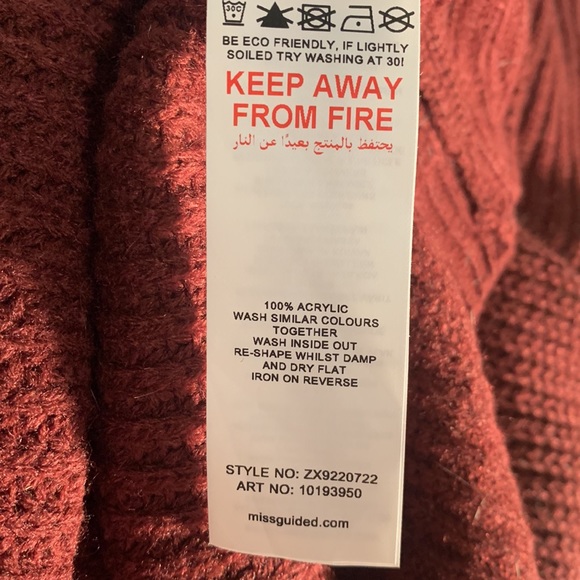 30C
BE ECO FRIENDLY, IF LIGHTLY
SOILED TRY WASHING AT 30!
KEEP AWAY
FROM FIRE
يحتفظ بالمنتج بعيدًا عن النار
100% ACRYLIC
WASH SIMILAR COLOURS
TOGETHER
WASH INSIDE OUT
RE-SHAPE WHILST DAMP
AND DRY FLAT
IRON ON REVERSE
STYLE NO: ZX9220722
ART NO: 10193950
missguided.com